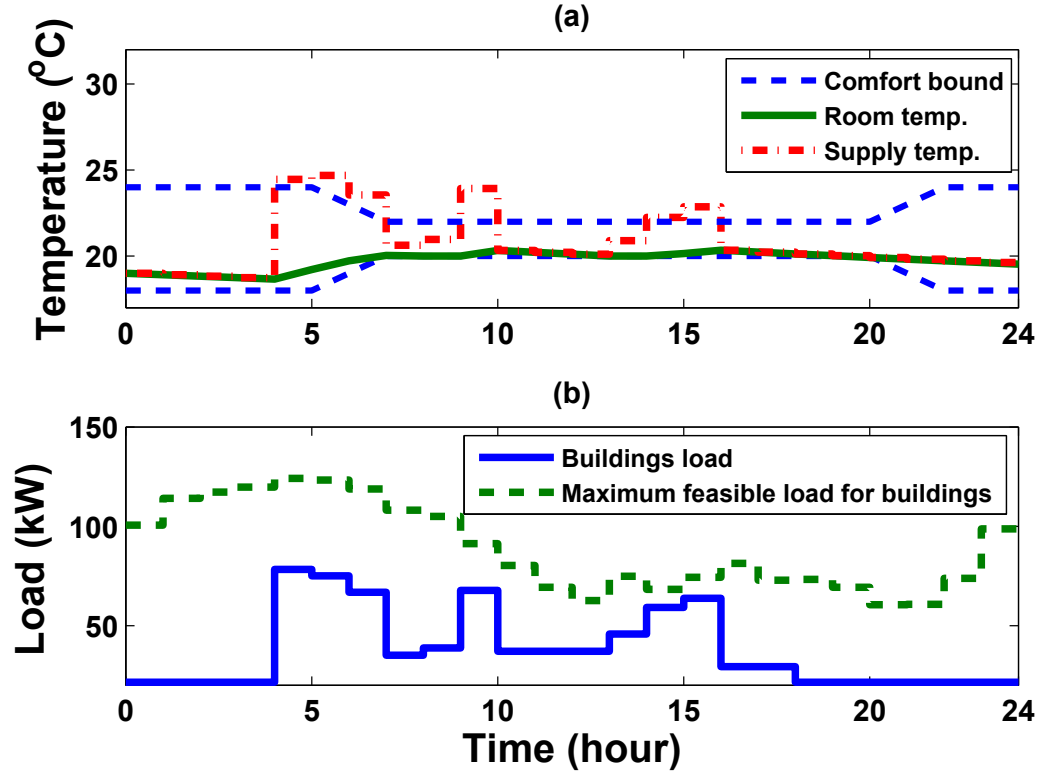 (a)
Temperature (°C)
30
25
20
Comfort bound
Room temp.
Supply temp.
0
5
10
15
20
24
(b)
Load (kW)
150
100
50
Buildings load
Maximum feasible load for buildings
0
5
10
15
20
24
Time (hour)